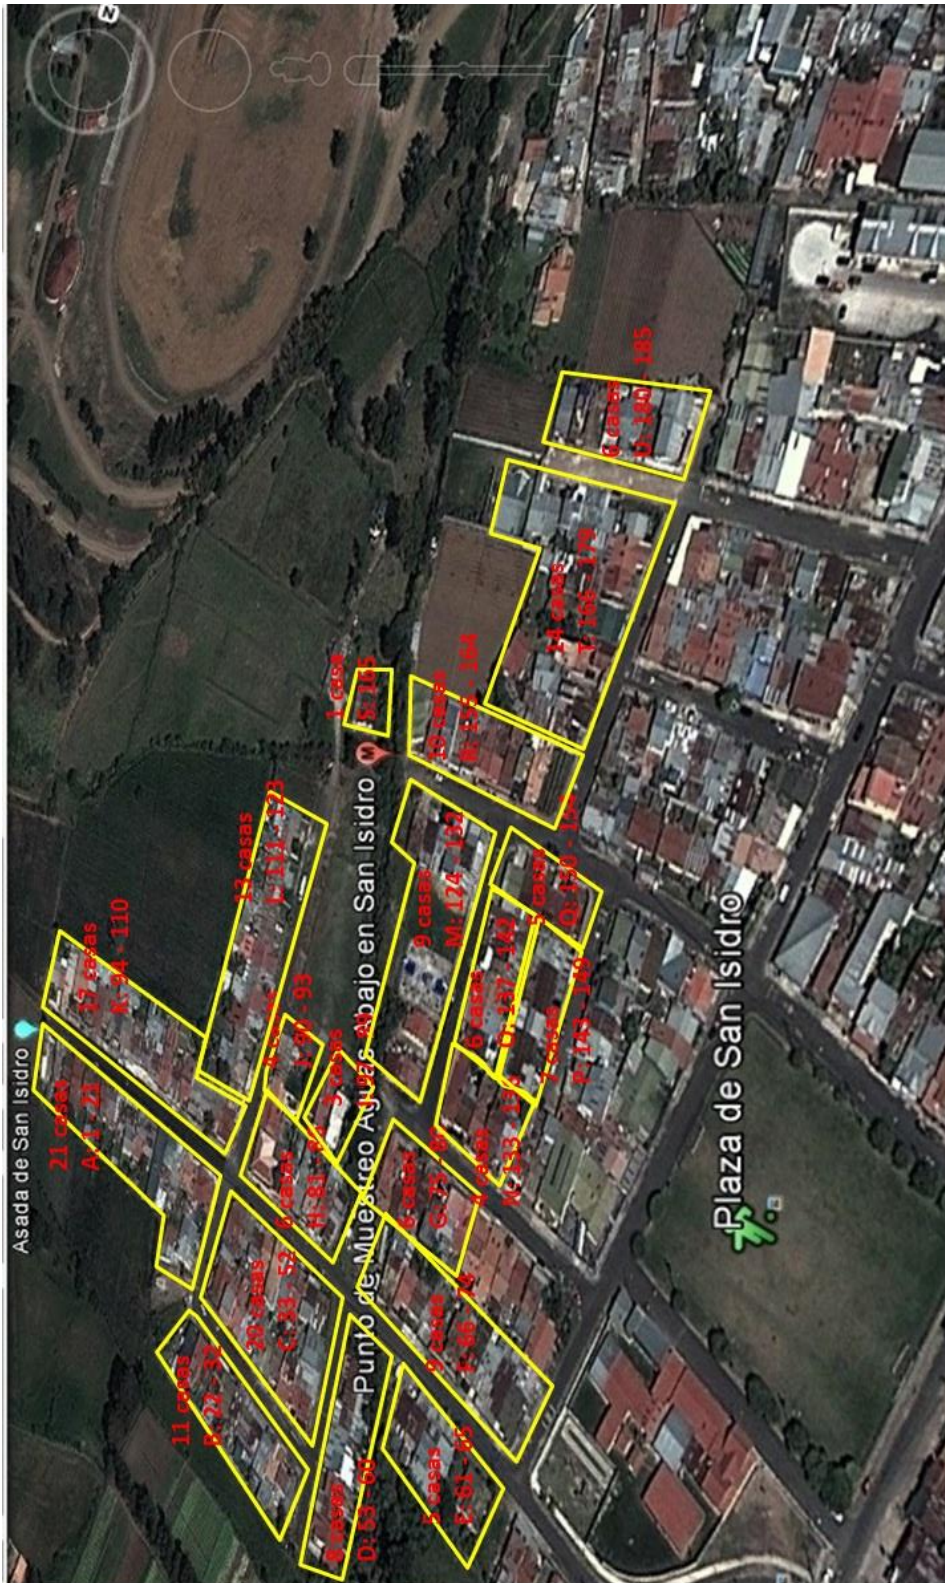 Asada de San Isidro
21 casas
A: 1 - 21
17 casas
K: 94 - 110
13 casas
L: 111 - 123
11 casas
B: 22 - 32
20 casas
C: 33 - 52
casas
H: 81 -
4 casas
J: 90 - 93
3 casas
1 casa
S: 165
M
Punto de Muestreo Aguas Abajo en San Isidro
8 casas
D: 53 - 60
5 casas
E: 61 - 65
9 casas
F: 66 - 74
6 casas
G: 75 - 80
9 casas
M: 124 - 132
4 casas
N: 133 - 136
6 casas
O: 137 - 142
7 casas
P: 143 - 149
5 casas
Q: 150 - 154
10 casas
R: 155 - 164
14 casas
T: 166 - 179
6 casas
U: 180 - 185
Plaza de San Isidro